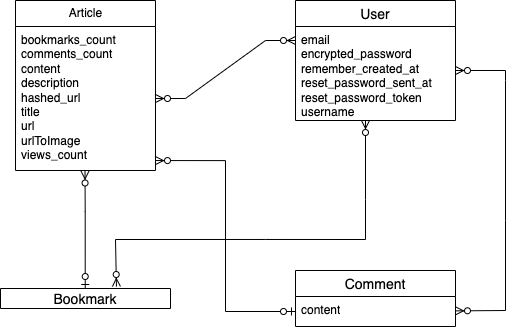 Article
bookmarks_count
comments_count
content
description
hashed_url
title
url
urlToImage
views_count
User
email
encrypted_password
remember_created_at
reset_password_sent_at
reset_password_token
username
Bookmark
Comment
content